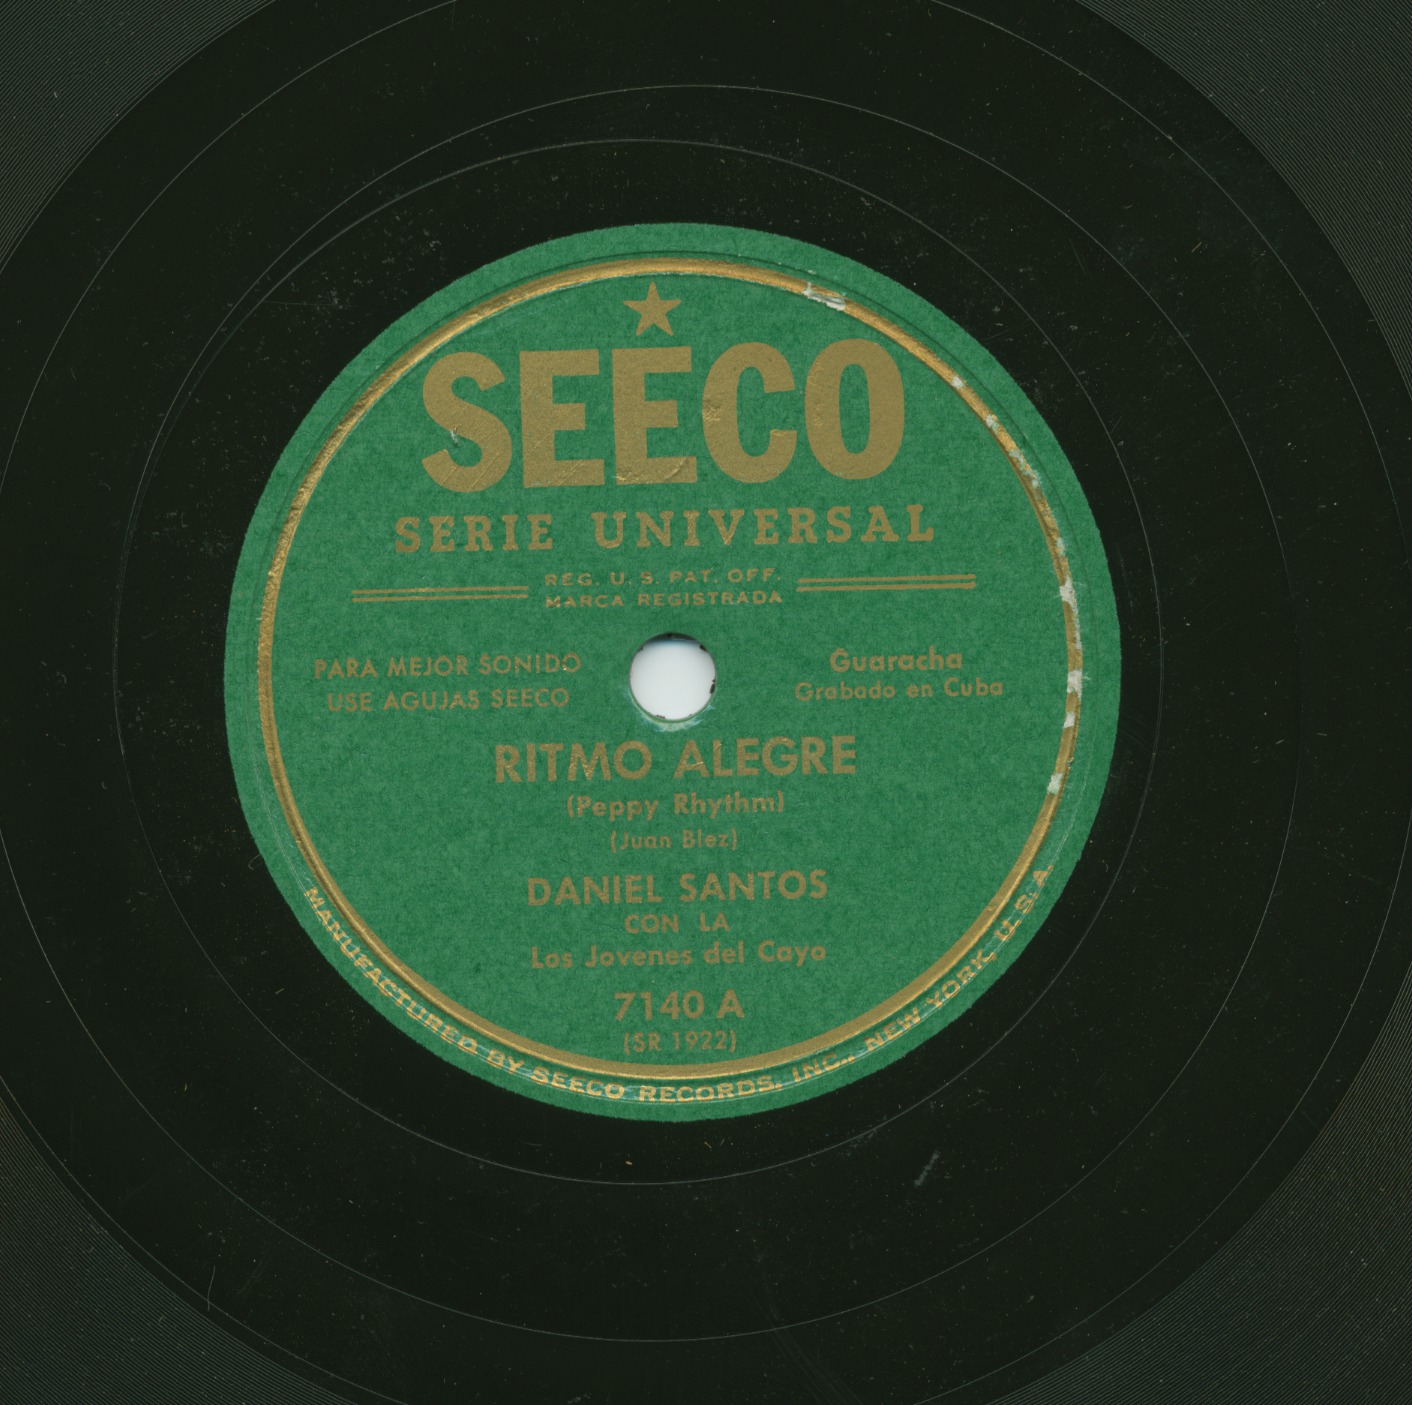 SEECO
SERIE UNIVERSAL
REG. U. S. PAT. OFF.
MARCA REGISTRADA
PARA MEJOR SONIDO
USE AGUJAS SEECO
Guaracha
Grabado en Cuba
RITMO ALEGRE
(Peppy Rhythm)
(Juan Blez)
DANIEL SANTOS
CON LA
Los Jovenes del Cayo
7140 A
(SR 1922)
MANUFACTURED BY SEECO RECORDS, INC., NEW YORK, U.S.A.